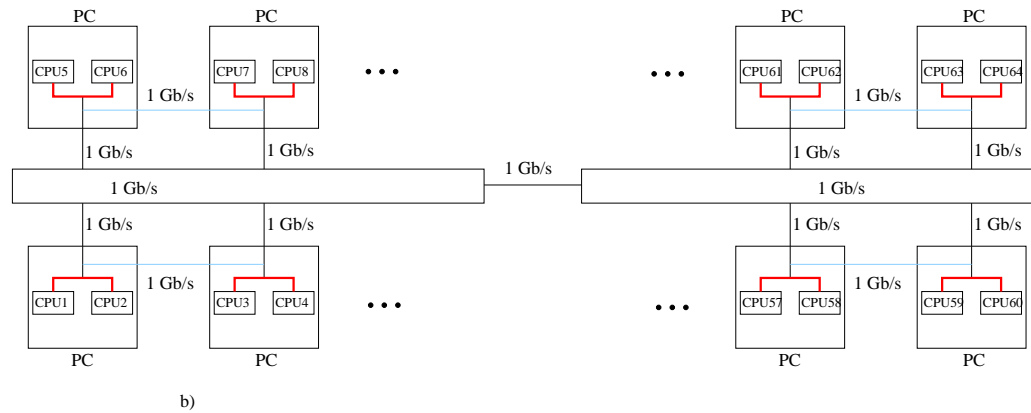 PC PC PC PC
CPU5 CPU6 CPU7 CPU8 ... ... CPU61 CPU62 CPU63 CPU64
1 Gb/s 1 Gb/s
1 Gb/s 1 Gb/s 1 Gb/s 1 Gb/s
1 Gb/s 1 Gb/s 1 Gb/s
1 Gb/s 1 Gb/s 1 Gb/s 1 Gb/s
1 Gb/s 1 Gb/s
CPU1 CPU2 CPU3 CPU4 ... ... CPU57 CPU58 CPU59 CPU60
PC PC PC PC
b)